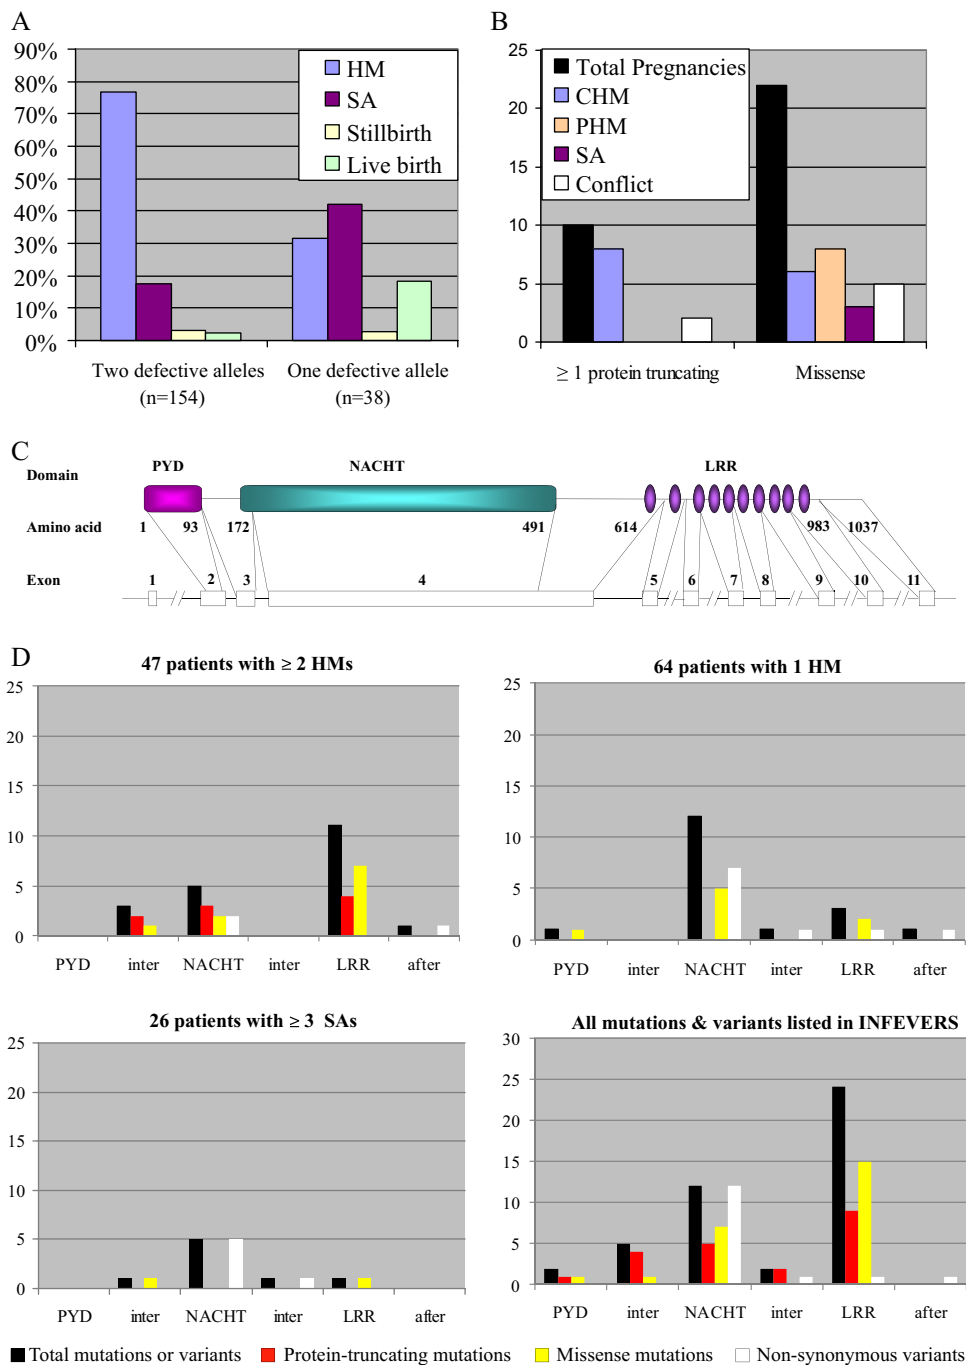 A
90%
80%
70%
60%
50%
40%
30%
20%
10%
0%
HM
SA
Stillbirth
Live birth
Two defective alleles
(n=154)
One defective allele
(n=38)
B
25
20
15
10
5
0
Total Pregnancies
CHM
PHM
SA
Conflict
≥ 1 protein truncating
Missense
C
Domain
PYD
NACHT
LRR
Amino acid
1 93 172 491 614 983 1037
Exon
1 2 3 4 5 6 7 8 9 10 11
D
47 patients with ≥ 2 HMs
25
20
15
10
5
0
PYD inter NACHT inter LRR after
64 patients with 1 HM
25
20
15
10
5
0
PYD inter NACHT inter LRR after
26 patients with ≥ 3 SAs
25
20
15
10
5
0
PYD inter NACHT inter LRR after
All mutations & variants listed in INFEVERS
30
25
20
15
10
5
0
PYD inter NACHT inter LRR after
Total mutations or variants Protein-truncating mutations Missense mutations Non-synonymous variants